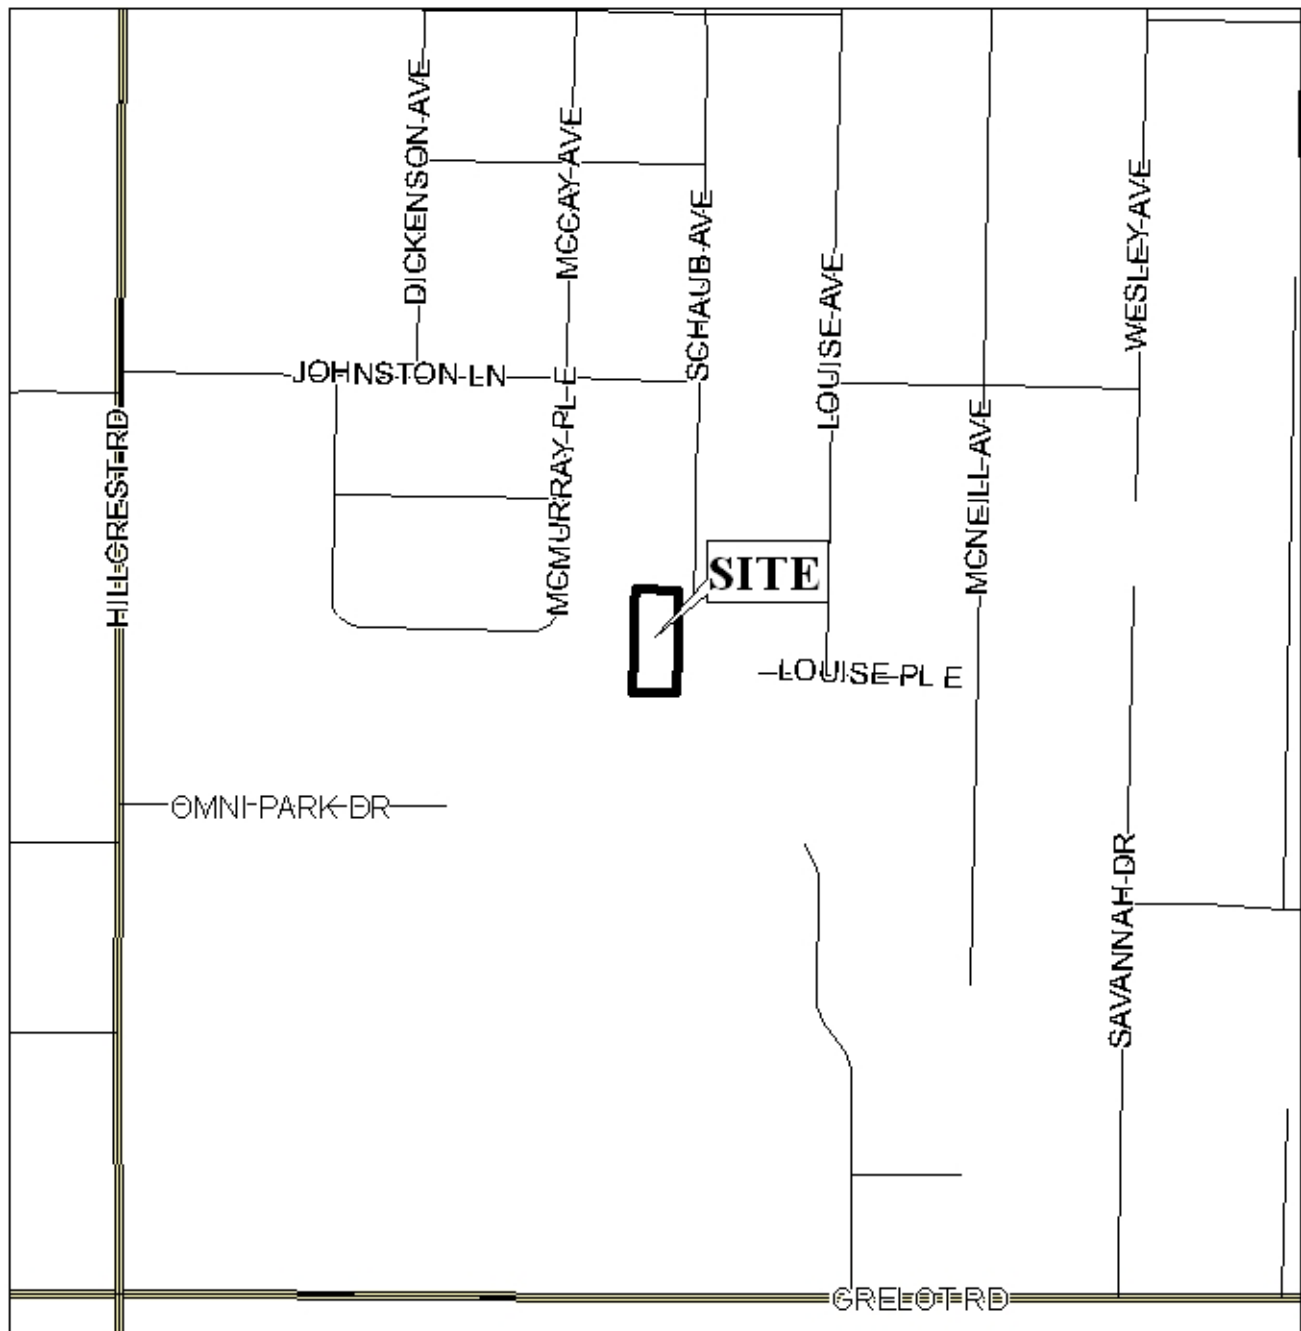 DICKENSON AVE
MCCAY AVE
SCHAUB AVE
LOUISE AVE
WESLEY AVE
JOHNSTON LN
HILLCREST RD
MCMURRAY PL E
MCNEILL AVE
SITE
LOUISE PL E
OMNI PARK DR
SAVANNAH DR
GRELOT RD